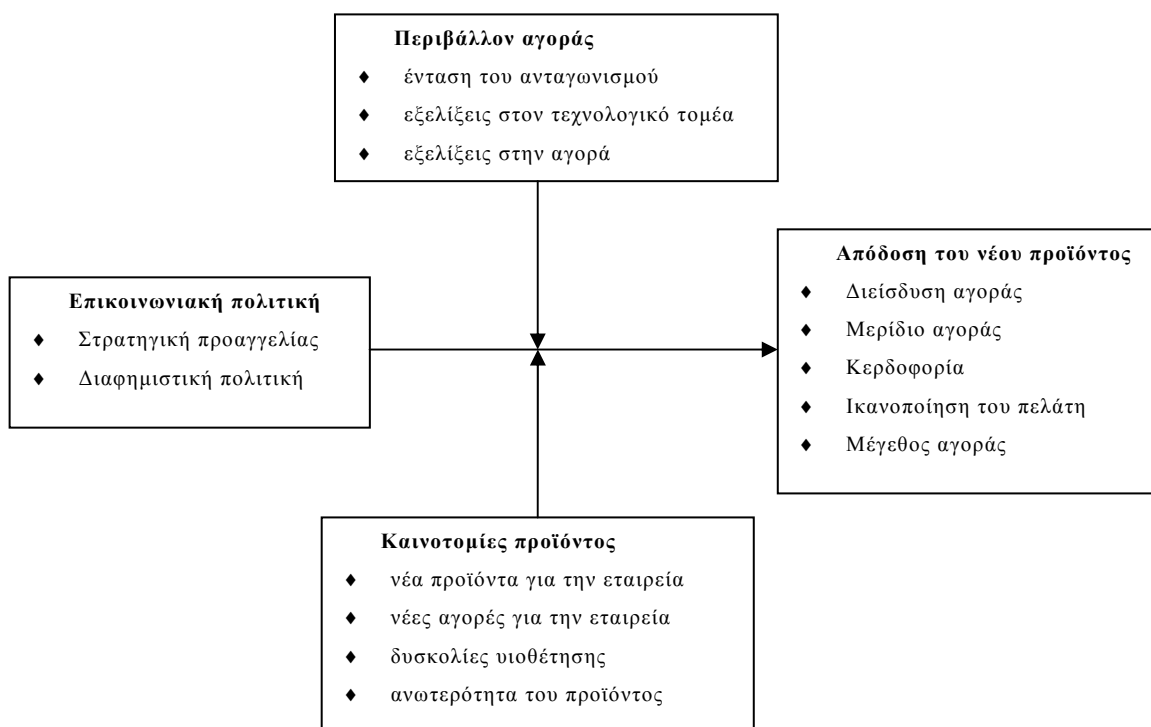 Περιβάλλον αγοράς
♦ ένταση του ανταγωνισμού
♦ εξελίξεις στον τεχνολογικό τομέα
♦ εξελίξεις στην αγορά
Επικοινωνιακή πολιτική
♦ Στρατηγική προαγγελίας
♦ Διαφημιστική πολιτική
Απόδοση του νέου προϊόντος
♦ Διείσδυση αγοράς
♦ Μερίδιο αγοράς
♦ Κερδοφορία
♦ Ικανοποίηση του πελάτη
♦ Μέγεθος αγοράς
Καινοτομίες προϊόντος
♦ νέα προϊόντα για την εταιρεία
♦ νέες αγορές για την εταιρεία
♦ δυσκολίες υιοθέτησης
♦ ανωτερότητα του προϊόντος